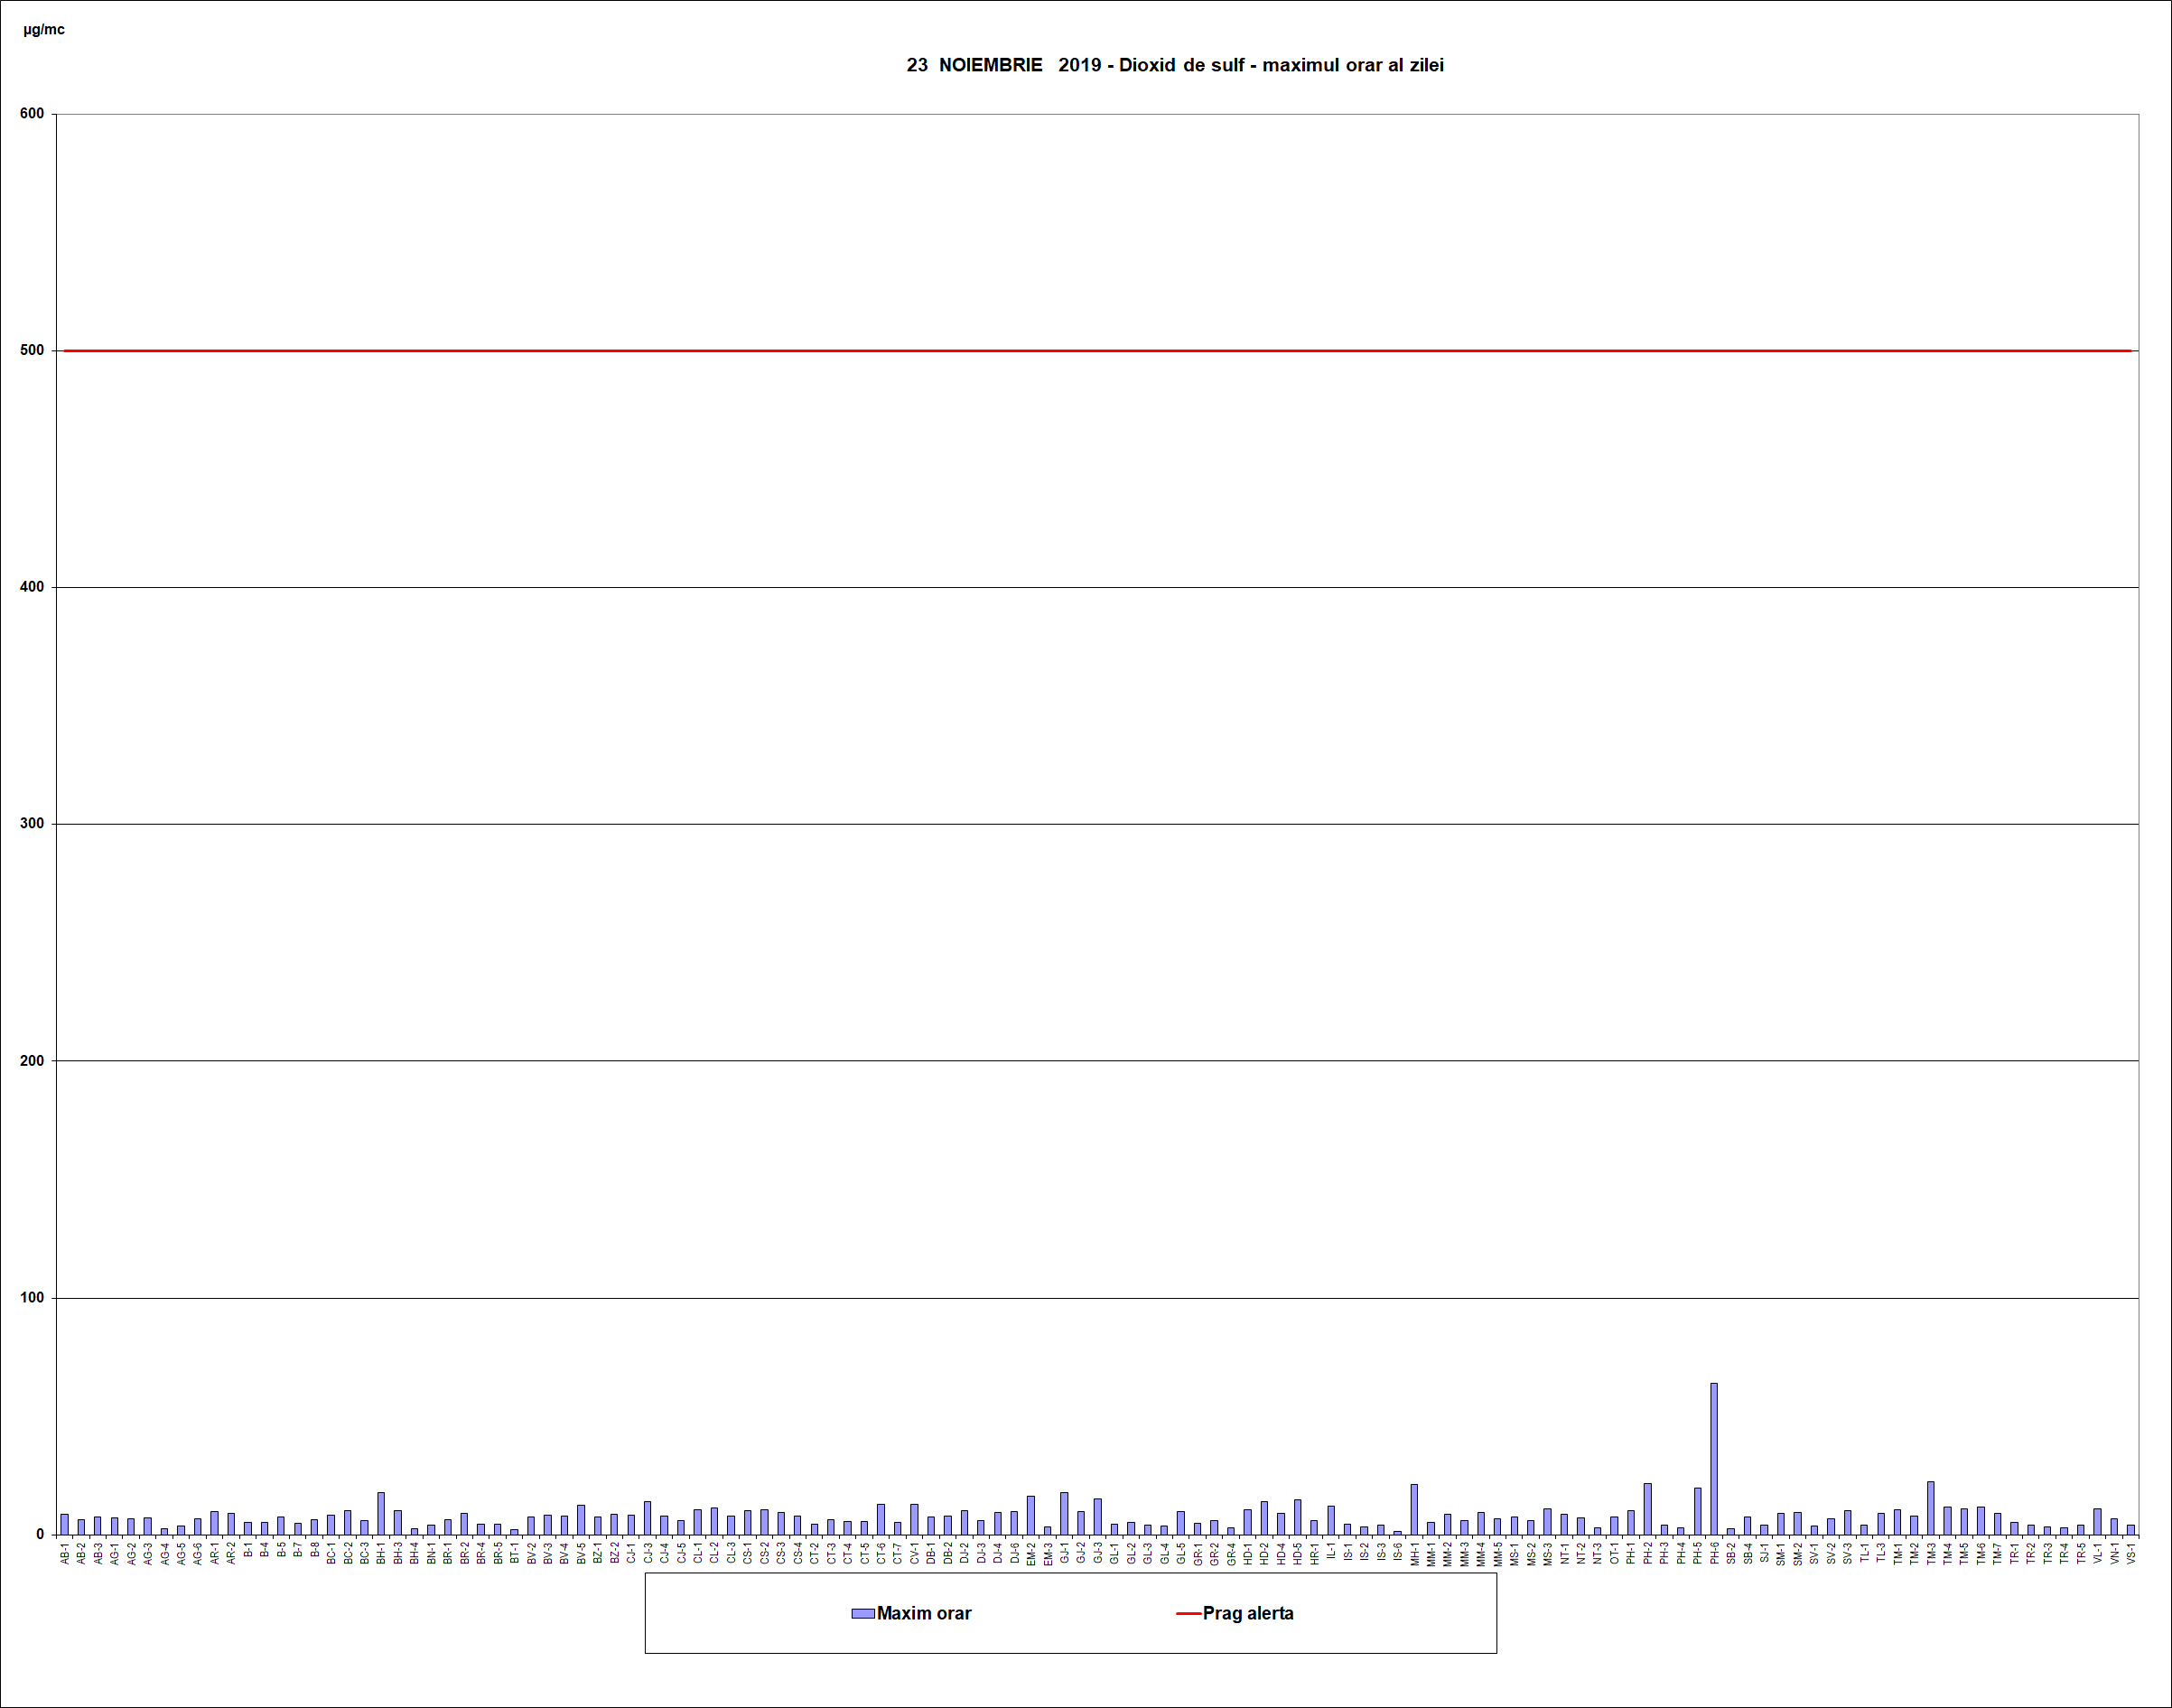 µg/mc
23 NOIEMBRIE 2019 - Dioxid de sulf - maximul orar al zilei
600
500
400
300
200
100
0
AB-1 AB-2 AB-3 AG-1 AG-2 AG-3 AG-4 AG-5 AG-6 AR-1 AR-2 B-1 B-4 B-5 B-7 B-8 BC-1 BC-2 BC-3 BH-1 BH-3 BH-4 BN-1 BR-1 BR-2 BR-4 BR-5 BT-1 BV-2 BV-3 BV-4 BV-5 BZ-1 BZ-2 CJ-1 CJ-3 CJ-4 CJ-5 CL-1 CL-2 CL-3 CS-1 CS-2 CS-3 CS-4 CT-2 CT-3 CT-4 CT-5 CT-6 CT-7 CV-1 DB-1 DB-2 DJ-2 DJ-3 DJ-4 DJ-6 EM-2 EM-3 GJ-1 GJ-2 GJ-3 GL-1 GL-2 GL-3 GL-4 GL-5 GR-1 GR-2 GR-4 HD-1 HD-2 HD-4 HD-5 HR-1 IL-1 IS-1 IS-2 IS-3 IS-6 MH-1 MM-1 MM-2 MM-3 MM-4 MM-5 MS-1 MS-2 MS-3 NT-1 NT-2 NT-3 OT-1 PH-1 PH-2 PH-3 PH-4 PH-5 PH-6 SB-2 SB-4 SJ-1 SM-1 SM-2 SV-1 SV-2 SV-3 TL-1 TL-3 TM-1 TM-2 TM-3 TM-4 TM-5 TM-6 TM-7 TR-1 TR-2 TR-3 TR-4 TR-5 VL-1 VN-1 VS-1
Maxim orar Prag alerta